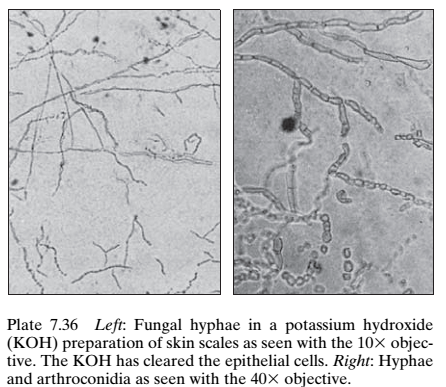 Plate 7.36 Left: Fungal hyphae in a potassium hydroxide
(KOH) preparation of skin scales as seen with the 10× objec-
tive. The KOH has cleared the epithelial cells. Right: Hyphae
and arthroconidia as seen with the 40× objective.